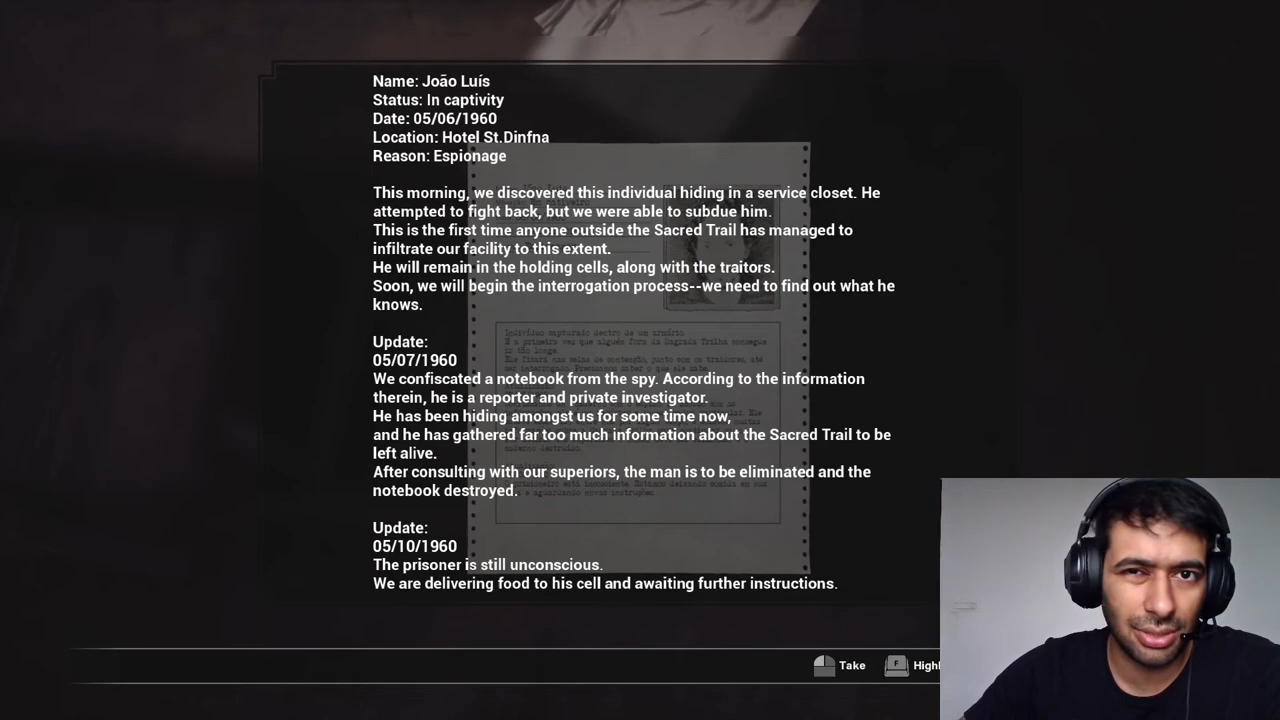 Name: João Luís
Status: In captivity
Date: 05/06/1960
Location: Hotel St.Dinfna
Reason: Espionage
This morning, we discovered this individual hiding in a service closet. He
attempted to fight back, but we were able to subdue him.
This is the first time anyone outside the Sacred Trail has managed to
infiltrate our facility to this extent.
He will remain in the holding cells, along with the traitors.
Soon, we will begin the interrogation process--we need to find out what he
knows.
Update:
05/07/1960
We confiscated a notebook from the spy. According to the information
therein, he is a reporter and private investigator.
He has been hiding amongst us for some time now,
and he has gathered far too much information about the Sacred Trail to be
left alive.
After consulting with our superiors, the man is to be eliminated and the
notebook destroyed.
Update:
05/10/1960
The prisoner is still unconscious.
We are delivering food to his cell and awaiting further instructions.
F
Take
Highl